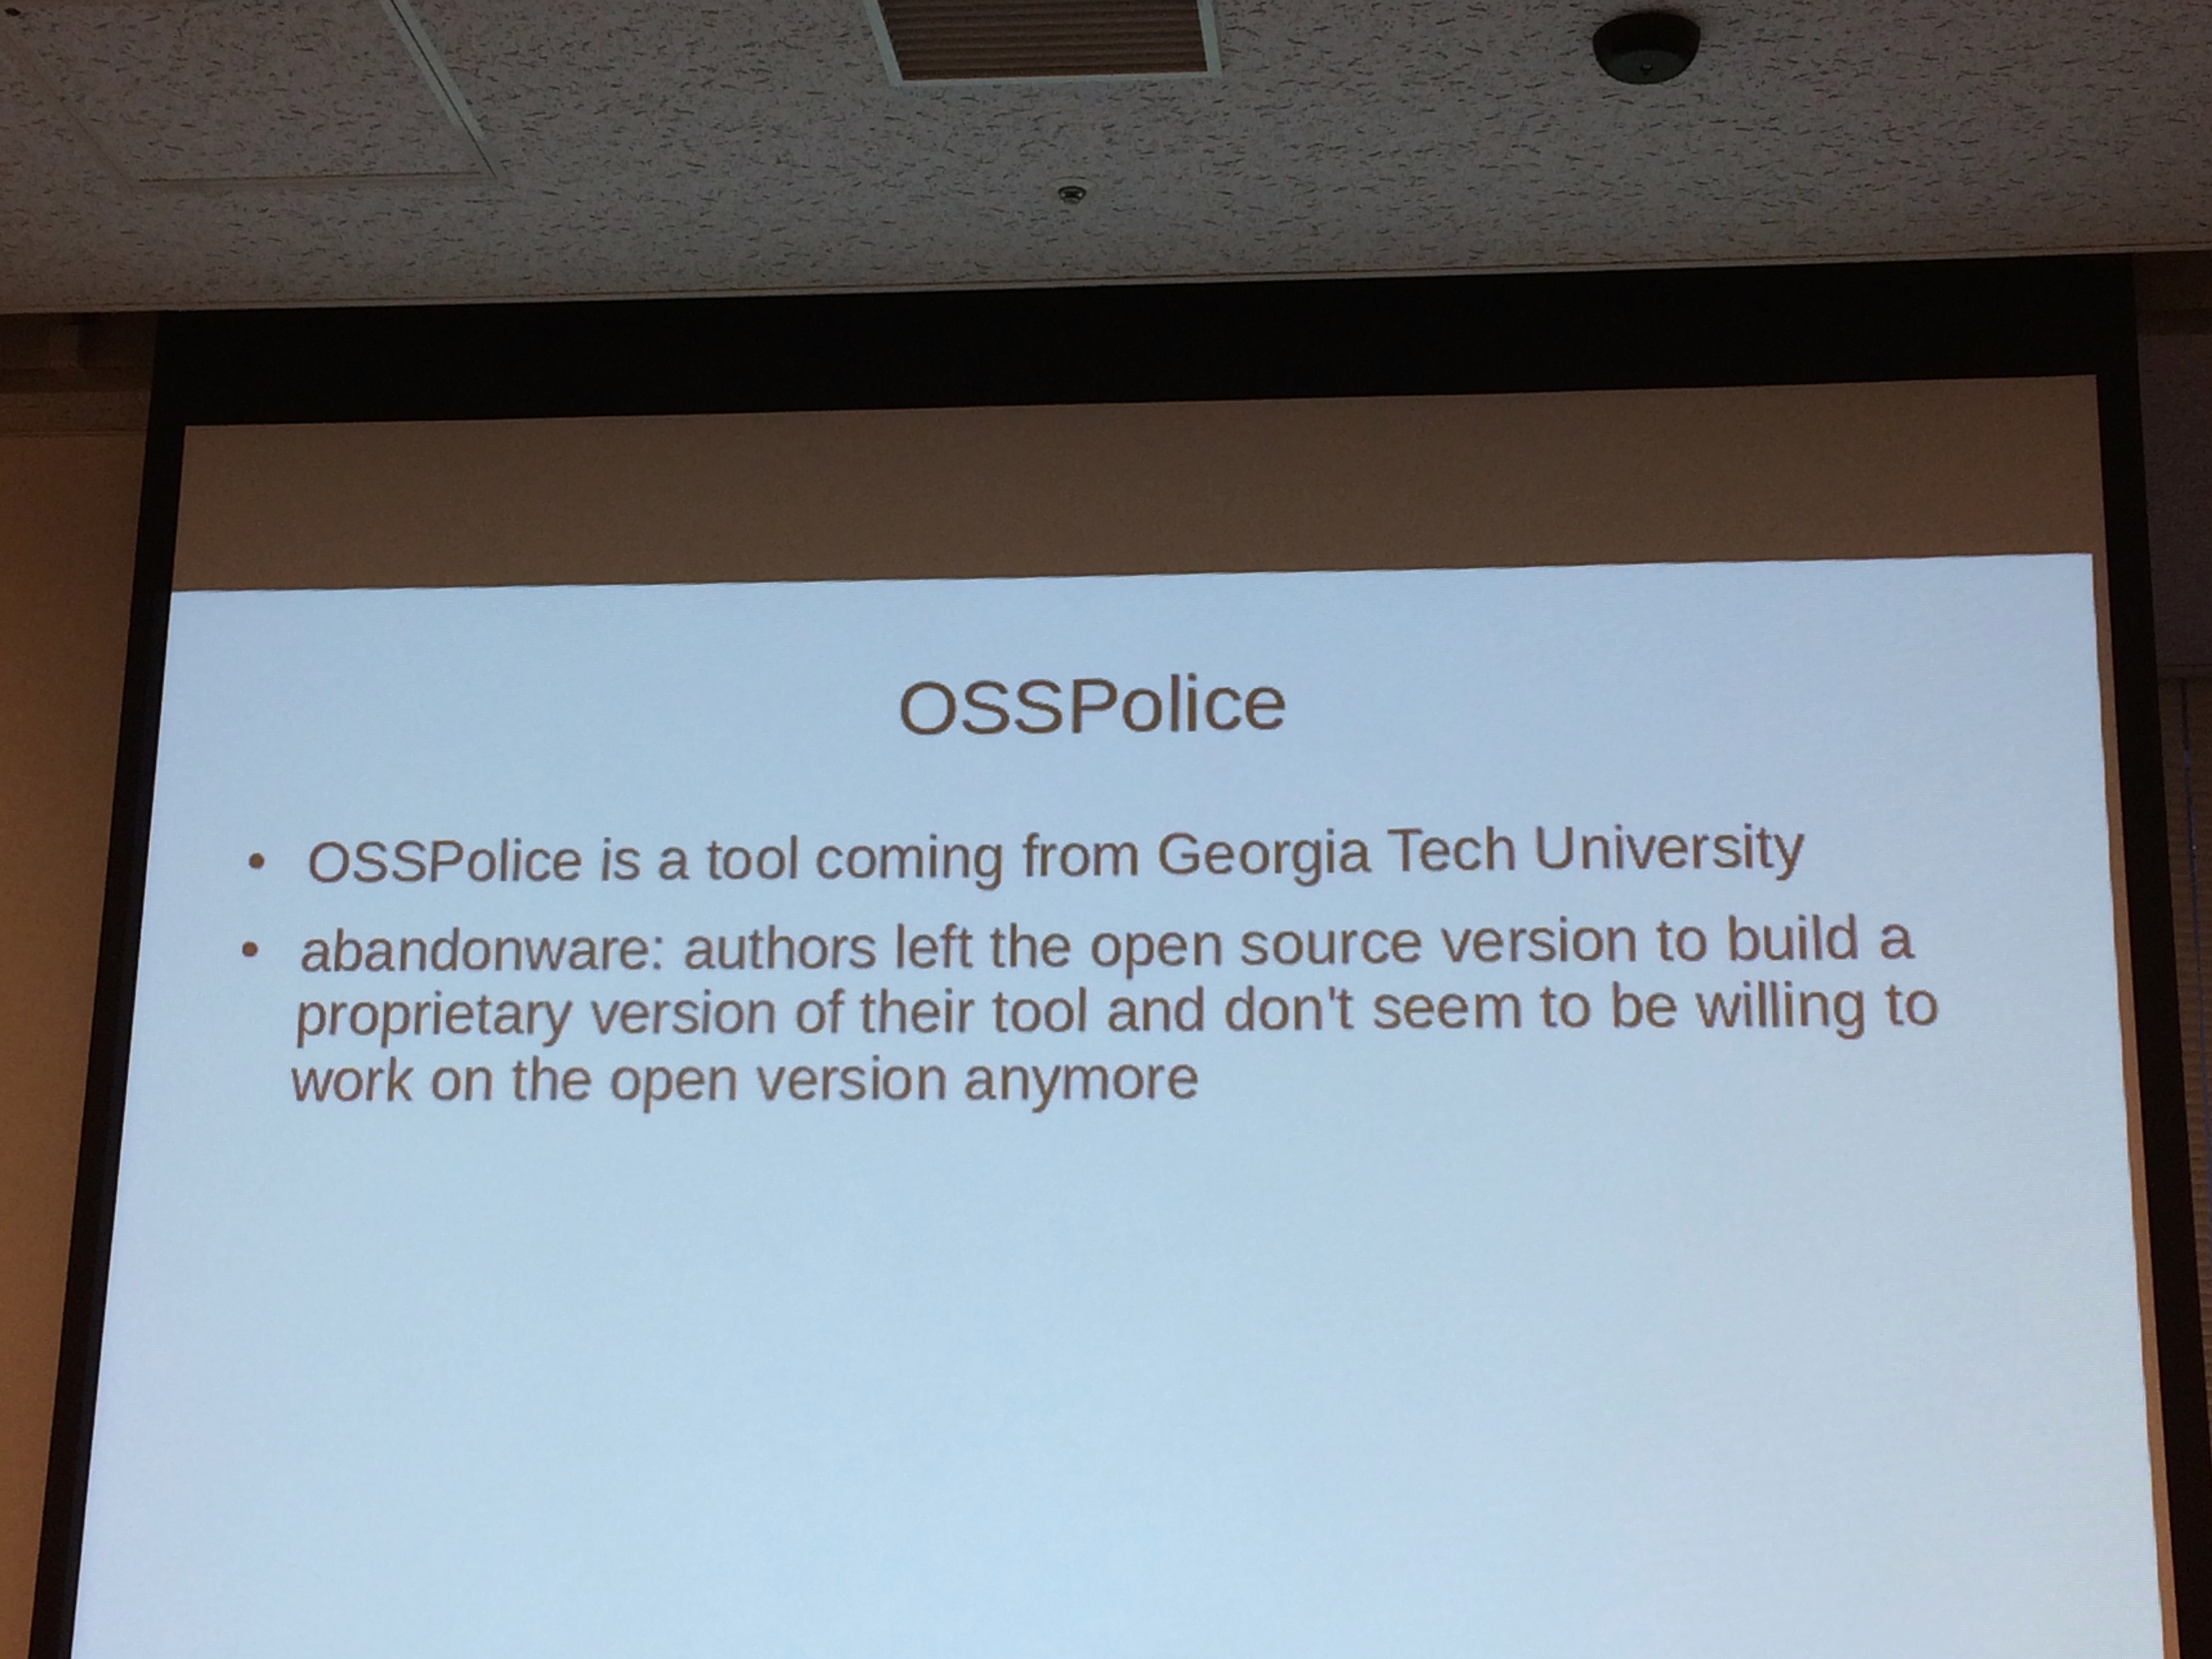 OSSPolice
• OSSPolice is a tool coming from Georgia Tech University
• abandonware: authors left the open source version to build a
proprietary version of their tool and don't seem to be willing to
work on the open version anymore